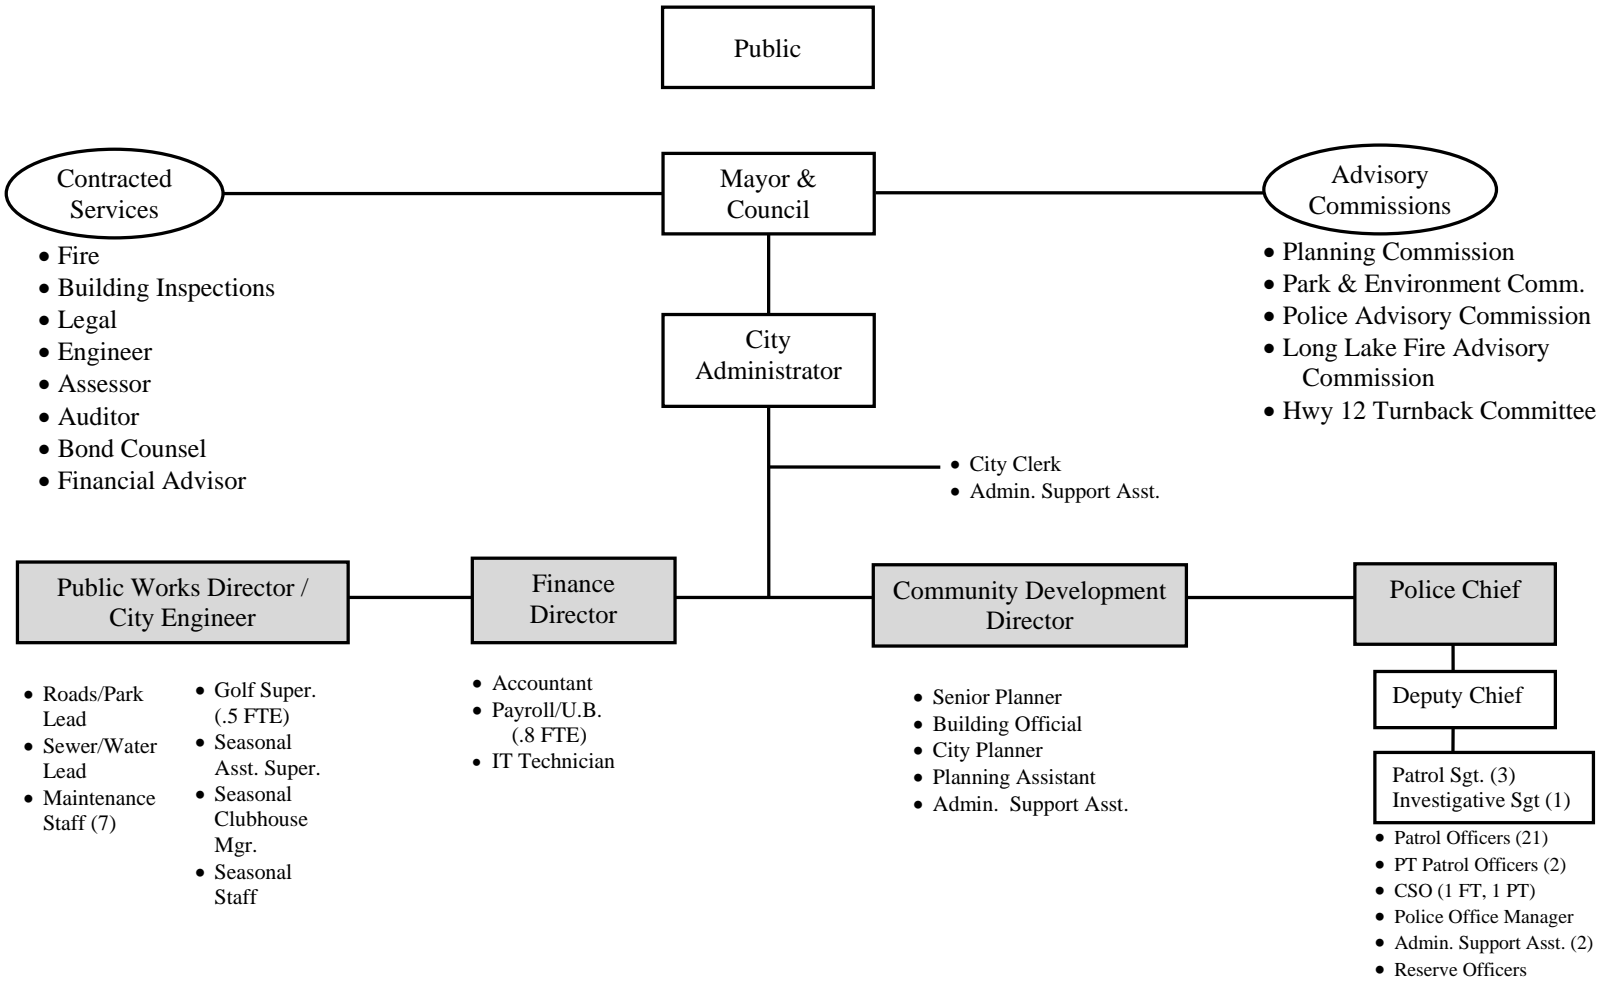 Public
Contracted
Services
Mayor &
Council
Advisory
Commissions
• Fire
• Building Inspections
• Legal
• Engineer
• Assessor
• Auditor
• Bond Counsel
• Financial Advisor
• Planning Commission
• Park & Environment Comm.
• Police Advisory Commission
• Long Lake Fire Advisory
Commission
• Hwy 12 Turnback Committee
City
Administrator
• City Clerk
• Admin. Support Asst.
Public Works Director /
City Engineer
Finance
Director
Community Development
Director
Police Chief
• Roads/Park
Lead
• Sewer/Water
Lead
• Maintenance
Staff (7)
• Golf Super.
(.5 FTE)
• Seasonal
Asst. Super.
• Seasonal
Clubhouse
Mgr.
• Seasonal
Staff
• Accountant
• Payroll/U.B.
(.8 FTE)
• IT Technician
• Senior Planner
• Building Official
• City Planner
• Planning Assistant
• Admin. Support Asst.
Deputy Chief
Patrol Sgt. (3)
Investigative Sgt (1)
• Patrol Officers (21)
• PT Patrol Officers (2)
• CSO (1 FT, 1 PT)
• Police Office Manager
• Admin. Support Asst. (2)
• Reserve Officers